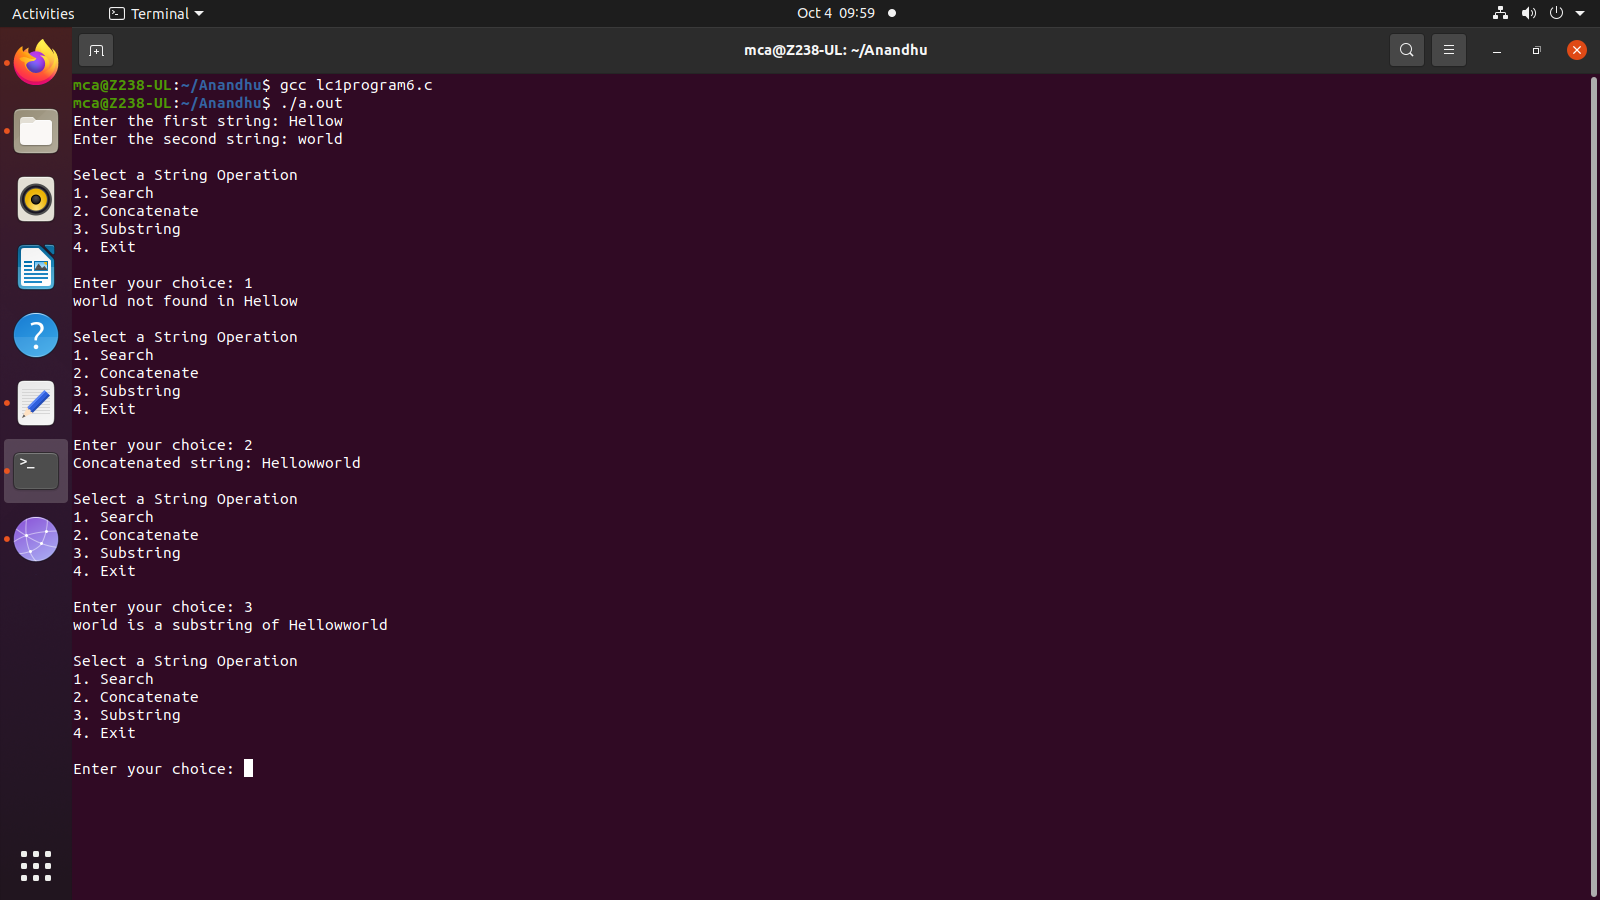 Activities Terminal Oct 4 09:59
mca@Z238-UL: ~/Anandhu
mca@Z238-UL:~/Anandhu$ gcc lc1program6.c
mca@Z238-UL:~/Anandhu$ ./a.out
Enter the first string: Hellow
Enter the second string: world
Select a String Operation
1. Search
2. Concatenate
3. Substring
4. Exit
Enter your choice: 1
world not found in Hellow
Select a String Operation
1. Search
2. Concatenate
3. Substring
4. Exit
Enter your choice: 2
Concatenated string: Hellowworld
Select a String Operation
1. Search
2. Concatenate
3. Substring
4. Exit
Enter your choice: 3
world is a substring of Hellowworld
Select a String Operation
1. Search
2. Concatenate
3. Substring
4. Exit
Enter your choice: